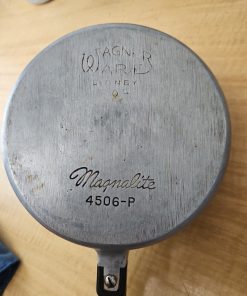 WAGNER
WARE
SIDNEY
-O-
Magnalite
4506-P